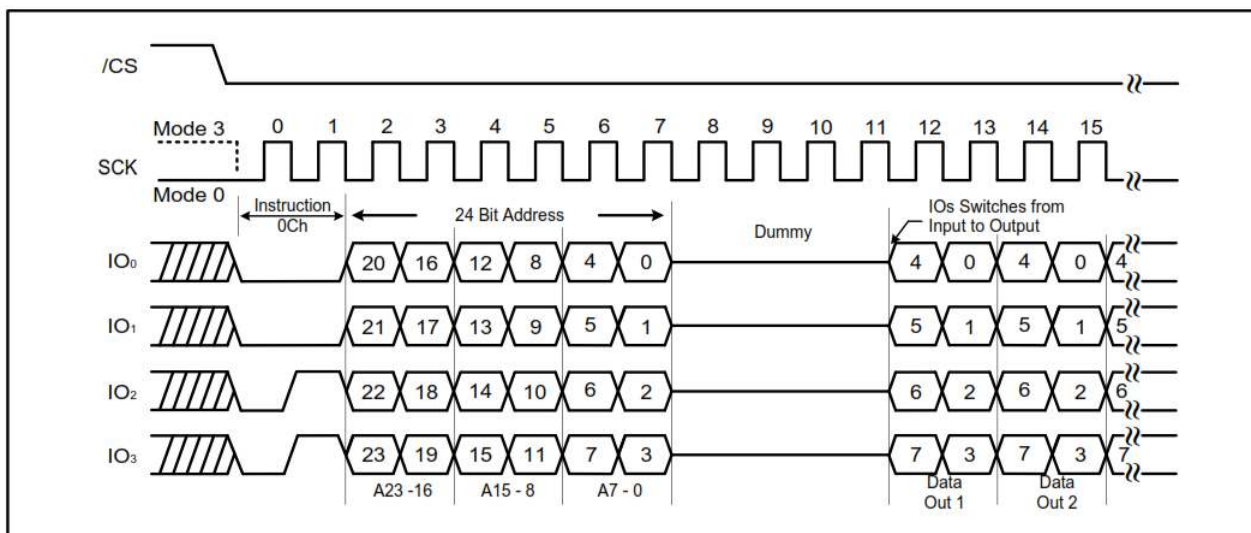 /CS
Mode 3 0 1 2 3 4 5 6 7 8 9 10 11 12 13 14 15
SCK
Mode 0
Instruction
0Ch
24 Bit Address
Dummy
IOs Switches from
Input to Output
IO0 20 16 12 8 4 0 4 0 4 0 4
IO1 21 17 13 9 5 1 5 1 5 1 5
IO2 22 18 14 10 6 2 6 2 6 2 6
IO3 23 19 15 11 7 3 7 3 7 3 7
A23 -16 A15 - 8 A7 - 0
Data
Out 1
Data
Out 2